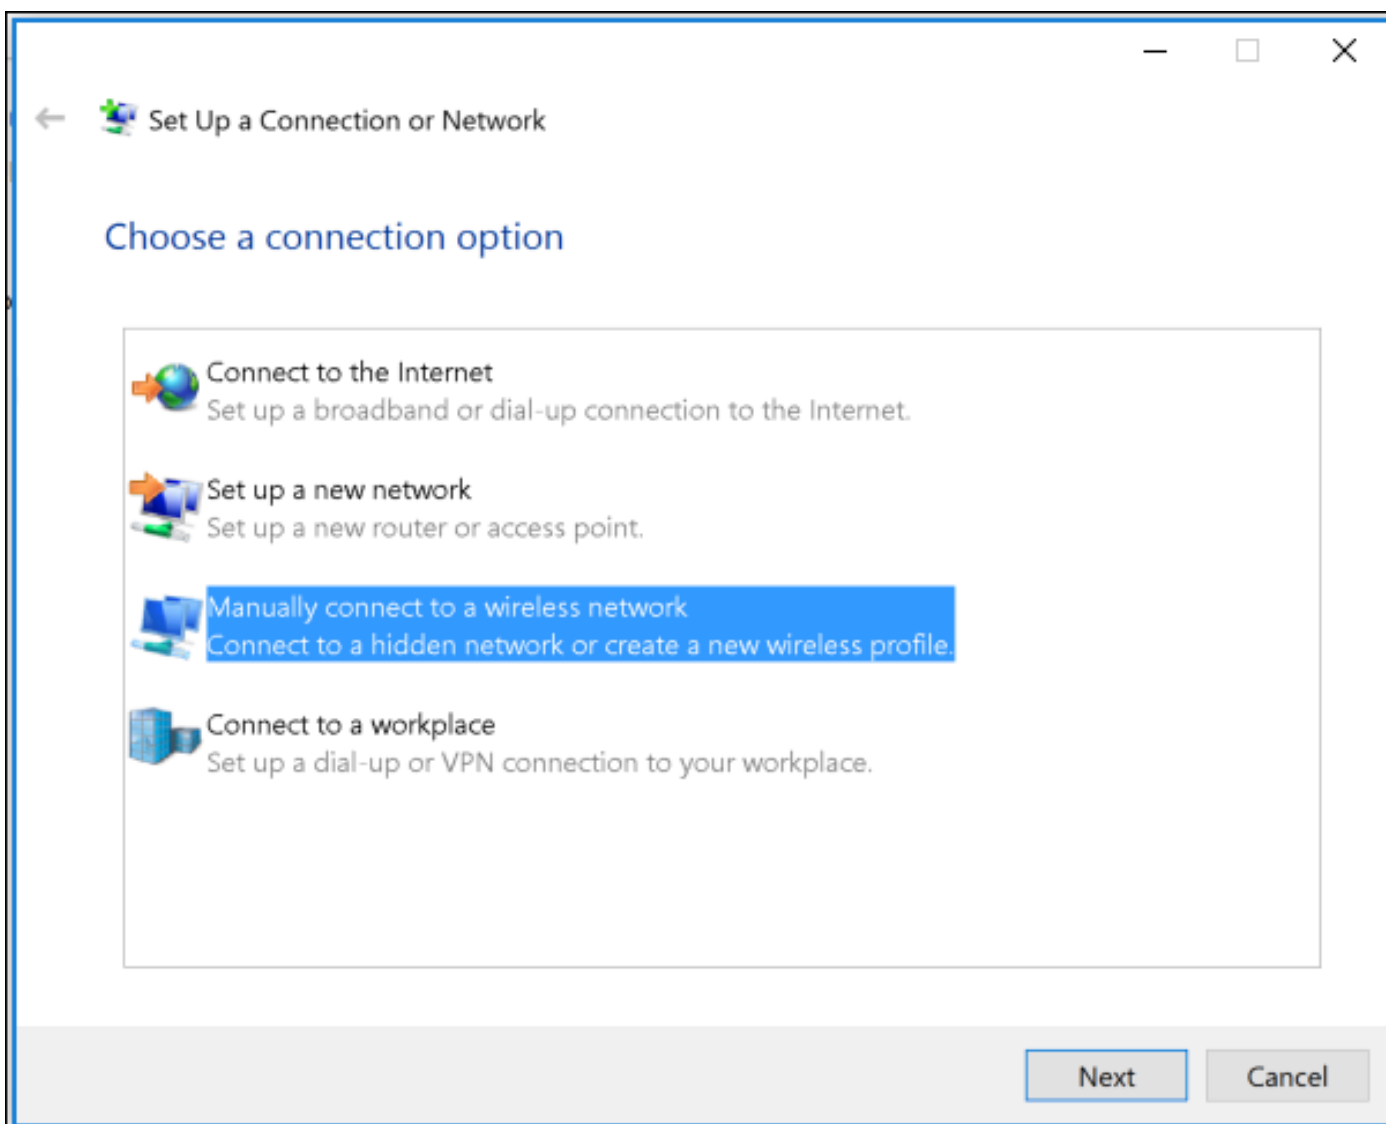 Set Up a Connection or Network
Choose a connection option
Connect to the Internet
Set up a broadband or dial-up connection to the Internet.
Set up a new network
Set up a new router or access point.
Manually connect to a wireless network
Connect to a hidden network or create a new wireless profile.
Connect to a workplace
Set up a dial-up or VPN connection to your workplace.
Next
Cancel